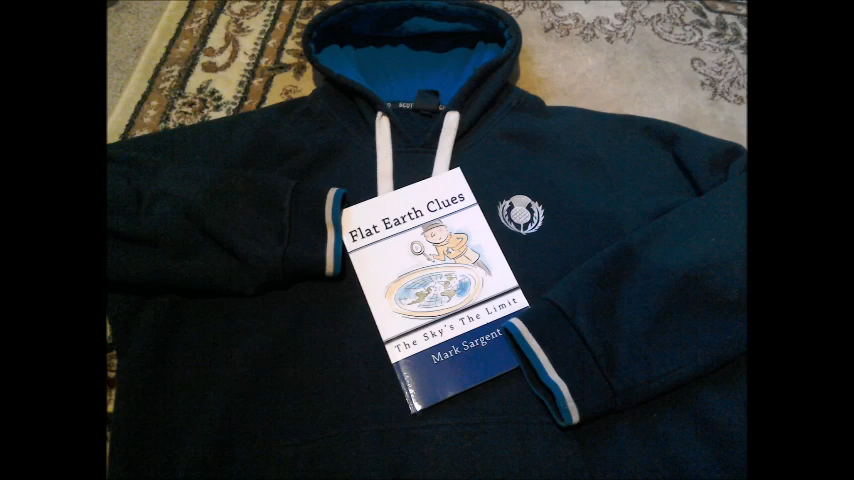 Flat Earth Clues
The Sky's The Limit
Mark Sargent